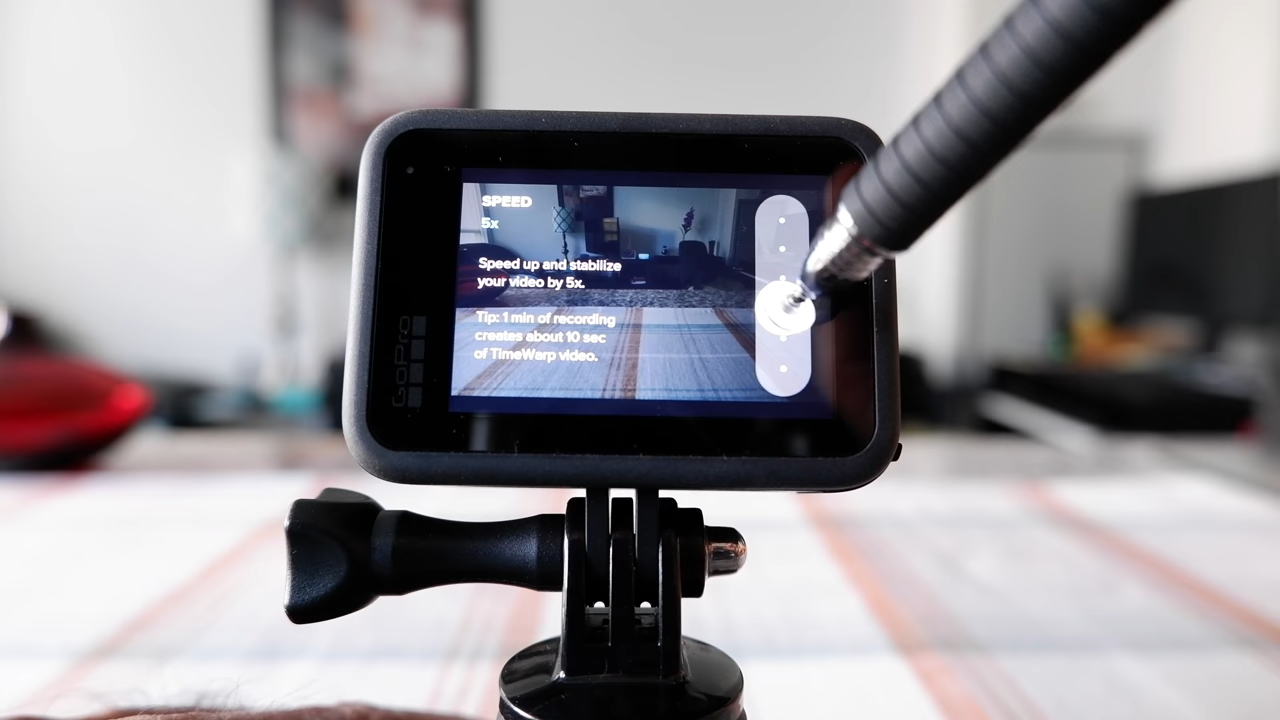 SPEED
5x
Speed up and stabilize
your video by 5x.
Tip: 1 min of recording
creates about 10 sec
of TimeWarp video.
GoPro